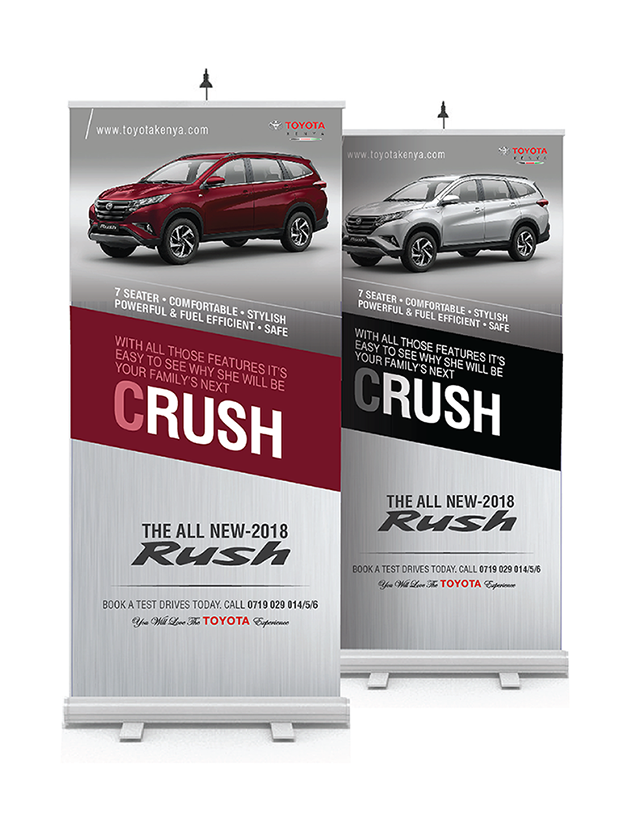 www.toyotakenya.com
TOYOTA
KENYA
Rush
7 SEATER • COMFORTABLE • STYLISH
POWERFUL & FUEL EFFICIENT • SAFE
WITH ALL THOSE FEATURES IT'S
EASY TO SEE WHY SHE WILL BE
YOUR FAMILY'S NEXT
CRUSH
THE ALL NEW-2018
Rush
BOOK A TEST DRIVES TODAY. CALL 0719 029 014/5/6
You Will Love The TOYOTA Experience
www.toyotakenya.com
TOYOTA
KENYA
Rush
7 SEATER • COMFORTABLE • STYLISH
POWERFUL & FUEL EFFICIENT • SAFE
WITH ALL THOSE FEATURES IT'S
EASY TO SEE WHY SHE WILL BE
YOUR FAMILY'S NEXT
CRUSH
THE ALL NEW-2018
Rush
BOOK A TEST DRIVES TODAY. CALL 0719 029 014/5/6
You Will Love The TOYOTA Experience